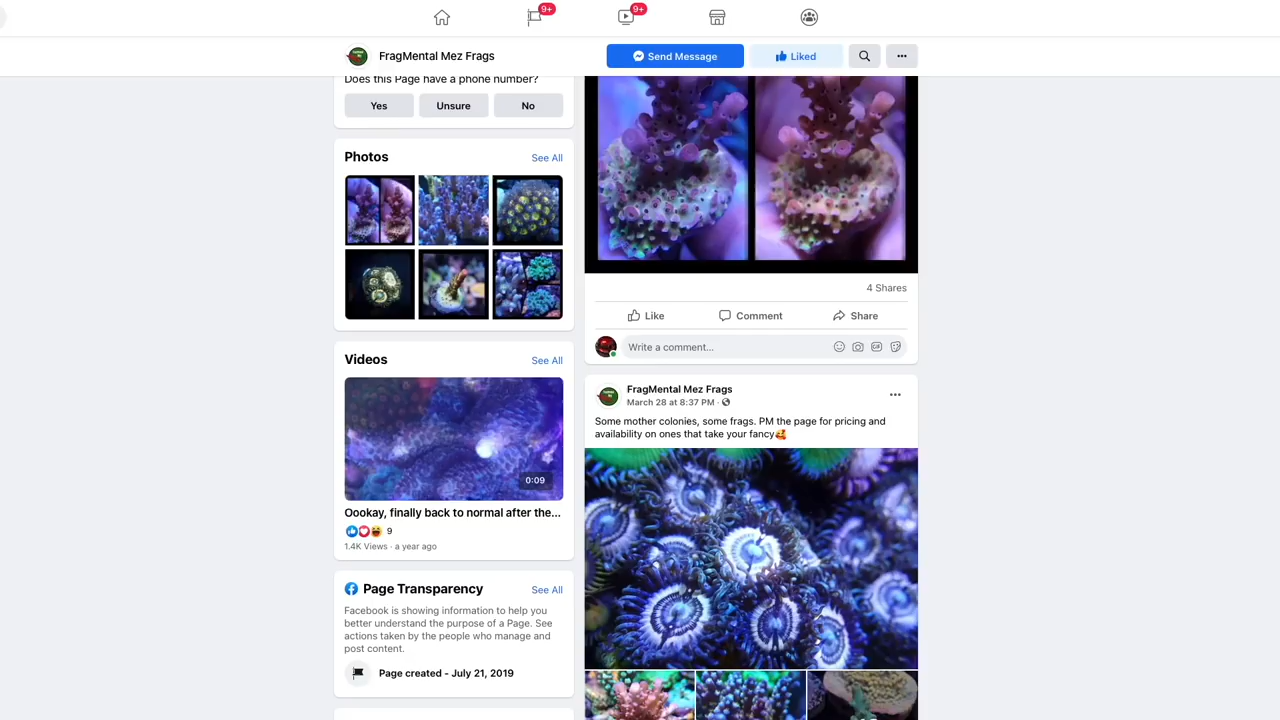 9+
9+
FragMental Mez Frags
Send Message
Liked
Does this Page have a phone number?
Yes
Unsure
No
Photos
See All
Videos
See All
0:09
Oookay, finally back to normal after the...
9
1.4K Views · a year ago
Page Transparency
See All
Facebook is showing information to help you
better understand the purpose of a Page. See
actions taken by the people who manage and
post content.
Page created - July 21, 2019
4 Shares
Like
Comment
Share
Write a comment...
GIF
FragMental Mez Frags
March 28 at 8:37 PM ·
Some mother colonies, some frags. PM the page for pricing and
availability on ones that take your fancy🥰